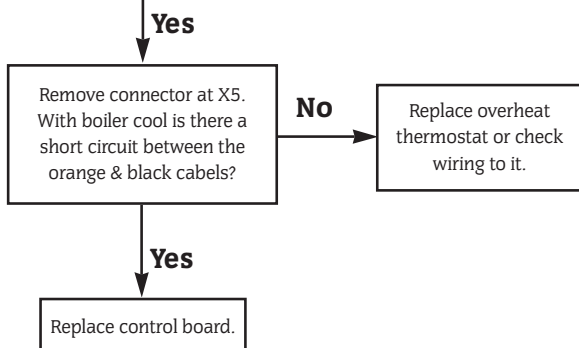 Yes
Remove connector at X5.
With boiler cool is there a
short circuit between the
orange & black cabels?
No
Replace overheat
thermostat or check
wiring to it.
Yes
Replace control board.